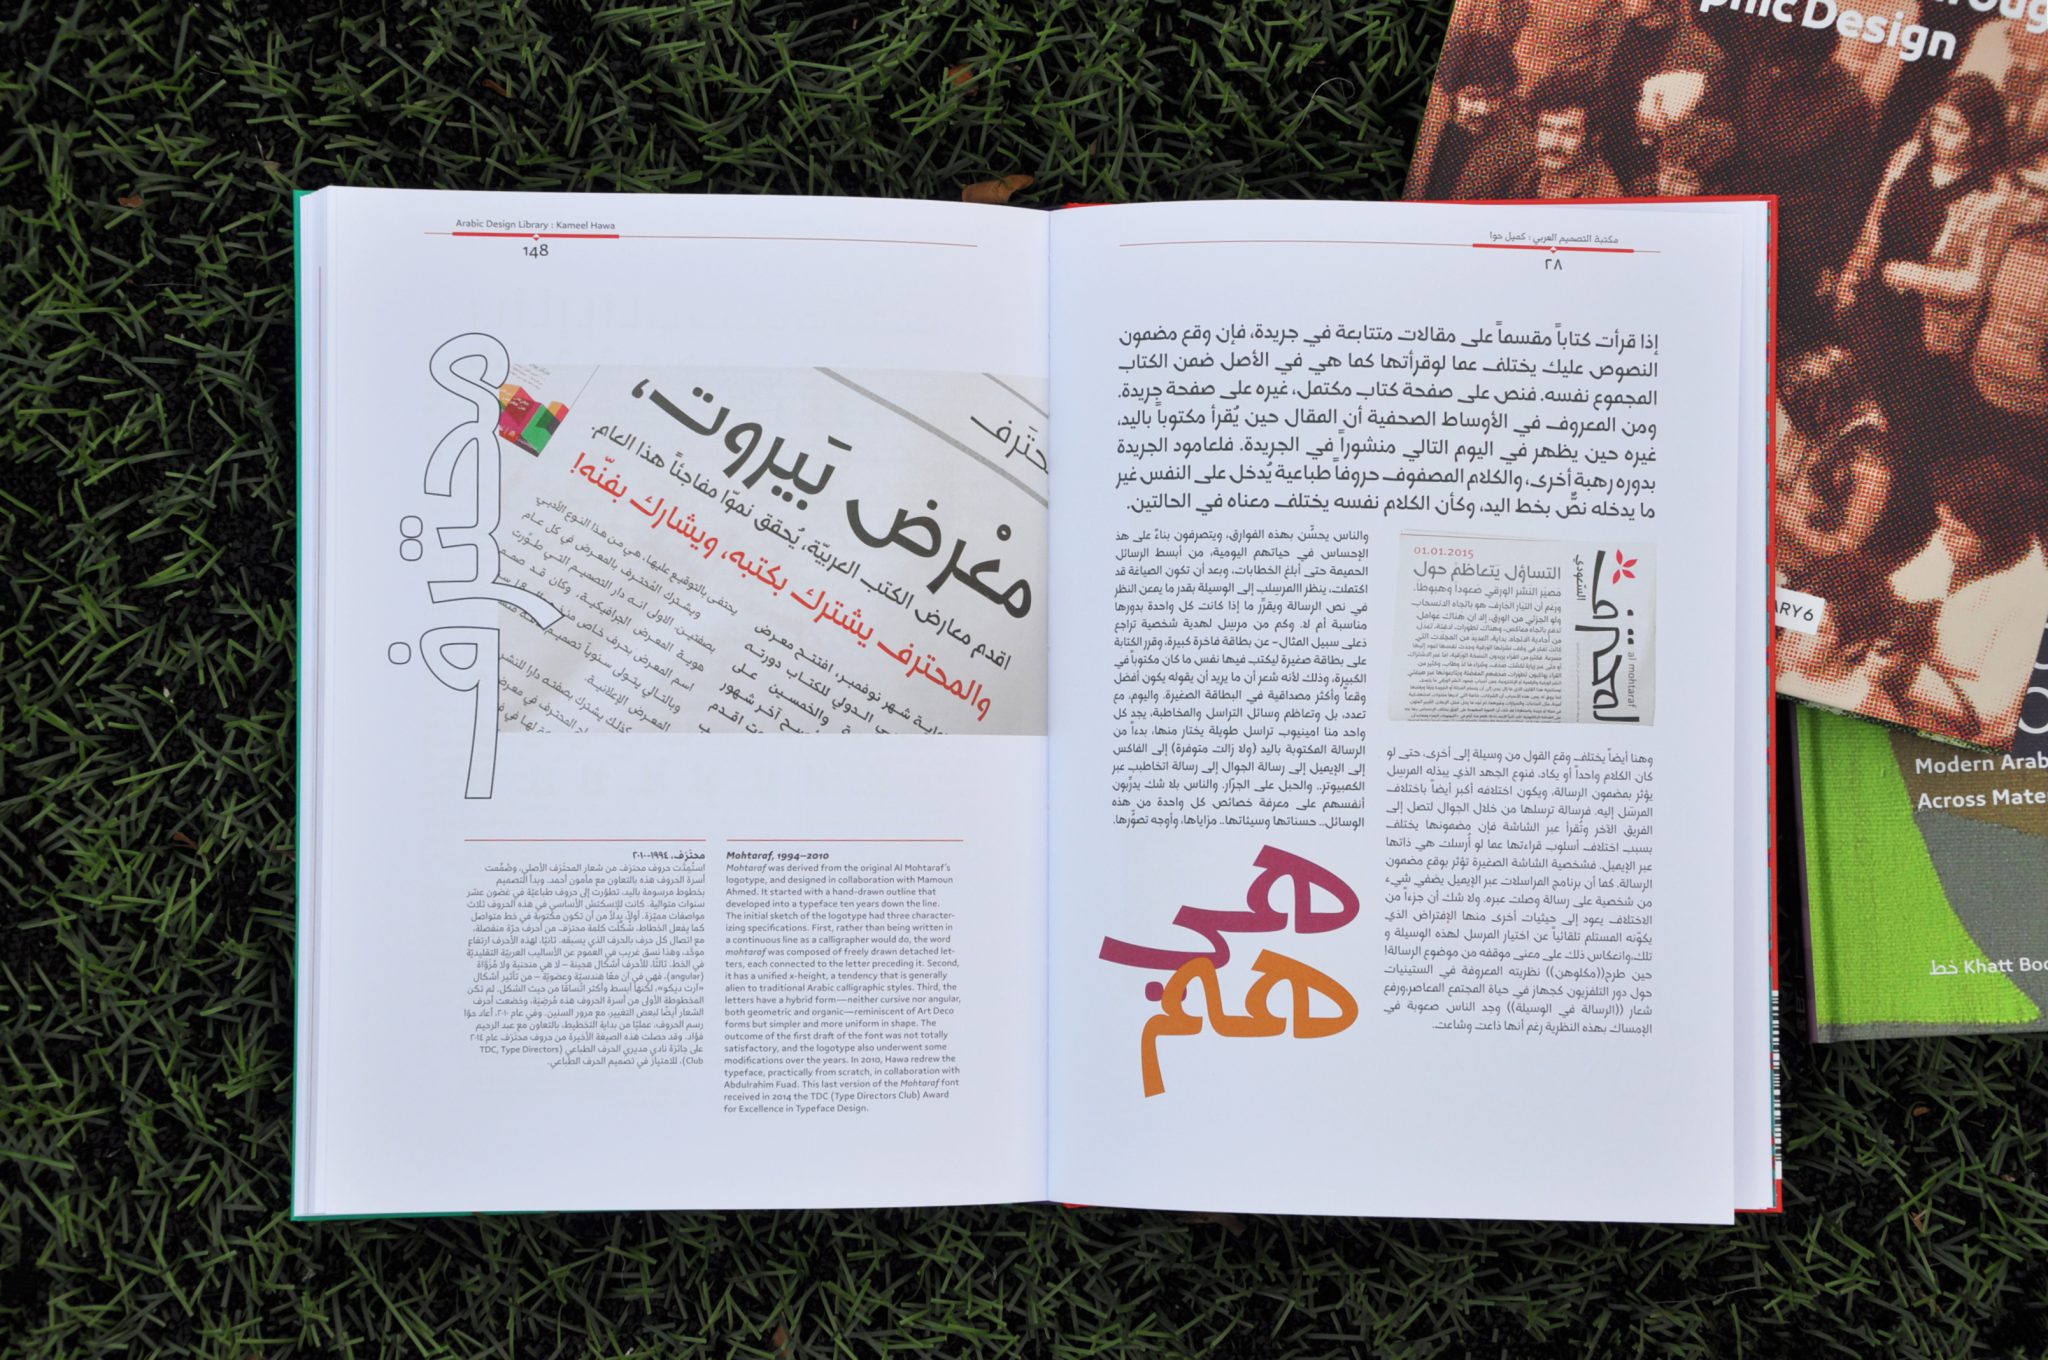 Arabic Design Library : Kameel Hawa
148
محترف
محترف
معْرض بَيروت،
اقدم معارض الكتب العربيّة، يُحقق نموّا مفاجئاً هذا العام.
والمحترف يشترك بكتبه، ويشارك بفنّه!
Mohtaraf, 1994–2010
Mohtaraf was derived from the original Al Mohtaraf's
logotype, and designed in collaboration with Mamoun
Ahmed. It started with a hand-drawn outline that
developed into a typeface ten years down the line.
The initial sketch of the logotype had three character-
izing specifications. First, rather than being written in
a continuous line as a calligrapher would do, the word
mohtaraf was composed of freely drawn detached let-
ters, each connected to the letter preceding it. Second,
it has a unified x-height, a tendency that is generally
alien to traditional Arabic calligraphic styles. Third, the
letters have a hybrid form—neither cursive nor angular,
both geometric and organic—reminiscent of Art Deco
forms but simpler and more uniform in shape. The
outcome of the first draft of the font was not totally
satisfactory, and the logotype also underwent some
modifications over the years. In 2010, Hawa redrew the
typeface, practically from scratch, in collaboration with
Abdulrahim Fuad. This last version of the Mohtaraf font
received in 2014 the TDC (Type Directors Club) Award
for Excellence in Typeface Design.
محترَف، ١٩٩٤-٢٠١٠
استُمِدَّت حروف محترَف من شعار المحترَف الأصلي، وصُمِّمت
أسرة الحروف هذه بالتعاون مع مأمون أحمد. وبدأ التصميم
بخطوط مرسومة باليد، تطوّرت إلى حروف طباعيّة في غضون عشر
سنوات متوالية. كانت للإسكتش الأساسي في هذه الحروف ثلاث
مواصفات مميّزة. أولاً، بدلاً من أن تكون مكتوبة في خط متواصل
كما يفعل الخطاط، شُكّلت كلمة محترَف من أحرف حرّة منفصلة،
مع اتصال كل حرف بالحرف الذي يسبقه. ثانيًا، لهذه الأحرف ارتفاع
موحّد، وهذا نسق غريب في العموم عن الأساليب العربيّة التقليديّة
في الخط. ثالثًا، للأحرف أشكال هجينة – لا هي منحنية ولا مُزوّاة
(angular)، فهي في آن معًا هندسيّة وعضويّة – من تأثير أشكال
«آرت ديكو»، لكنها أبسط وأكثر اتّساقًا من حيث الشكل. لم تكن
المخطوطة الأولى من أسرة الحروف هذه مُرضِيَة، وخضعت أحرف
الشعار أيضًا لبعض التغيير، مع مرور السنين. وفي عام ٢٠١٠، أعاد حوّا
رسم الحروف، عمليًا من بداية التخطيط، بالتعاون مع عبد الرحيم
فؤاد. وقد حصلت هذه الصيغة الأخيرة من حروف محترَف عام ٢٠١٤
على جائزة نادي مديري الحرف الطباعي (TDC, Type Directors
Club)، للامتياز في تصميم الحرف الطباعي.
مكتبة التصميم العربي : كميل حوا
٢٨
إذا قرأت كتاباً مقسماً على مقالات متتابعة في جريدة، فإن وقع مضمون
النصوص عليك يختلف عما لوقرأتها كما هي في الأصل ضمن الكتاب
المجموع نفسه. فنص على صفحة كتاب مكتمل، غيره على صفحة جريدة.
ومن المعروف في الأوساط الصحفية أن المقال حين يُقرأ مكتوباً باليد،
غيره حين يظهر في اليوم التالي منشوراً في الجريدة. فلعامود الجريدة
بدوره رهبة أخرى، والكلام المصفوف حروفاً طباعية يُدخل على النفس غير
ما يدخله نصٌّ بخط اليد، وكأن الكلام نفسه يختلف معناه في الحالتين.
01.01.2015
التساؤل يَتعاظمُ حول
مصير النشر الورقي صعوداً وهبوطاً.
السّعودي
المحترف
al mohtaraf
وهنا أيضاً يختلف وقع القول من وسيلة إلى أخرى، حتى لو
كان الكلام واحداً أو يكاد، فنوع الجهد الذي يبذله المرسِل
يؤثر بمضمون الرسالة، ويكون اختلافه أكبر أيضاً باختلاف
المرسَل إليه. فرسالة ترسلها من خلال الجوال لتصل إلى
الفريق الآخر وتُقرأ عبر الشاشة فإن مضمونها يختلف
بسبب اختلاف أسلوب قراءتها عما لو أُرسلت هي ذاتها
عبر الإيميل. فشخصية الشاشة الصغيرة تؤثر بوقع مضمون
الرسالة. كما أن برنامج المراسلات عبر الإيميل يضفي شيء
من شخصية على رسالة وصلت عبره. ولا شك أن جزءاً من
الاختلاف يعود إلى حيثيات أخرى منها الإفتراض الذي
يكوّنه المستلم تلقائياً عن اختيار المرسل لهذه الوسيلة و
تلك،وانعكاس ذلك على معنى موقفه من موضوع الرسالة!
حين طرح((مكلوهن)) نظريته المعروفة في الستينيات
حول دور التلفزيون كجهاز في حياة المجتمع المعاصر،ورفع
شعار ((الرسالة في الوسيلة)) وجد الناس صعوبة في
الإمساك بهذه النظرية رغم أنها ذاعت وشاعت.
والناس يحسّن بهذه الفوارق، ويتصرفون بناءً على هذ
الإحساس في حياتهم اليومية، من أبسط الرسائل
الحميمة حتى أبلغ الخطابات، وبعد أن تكون الصياغة قد
اكتملت، ينظر االمرسِلب إلى الوسيلة بقدر ما يمعن النظر
في نص الرسالة ويقرِّر ما إذا كانت كل واحدة بدورها
مناسبة أم لا. وكم من مرسِل لهدية شخصية تراجع
ذعلى سبيل المثال- عن بطاقة فاخرة كبيرة، وقرر الكتابة
على بطاقة صغيرة ليكتب فيها نفس ما كان مكتوباً في
الكبيرة، وذلك لأنه شعر أن ما يريد أن يقوله يكون أفضل
وقعاً وأكثر مصداقية في البطاقة الصغيرة. واليوم، مع
تعدد، بل وتعاظم وسائل التراسل والمخاطبة، يجد كل
واحد منا امينيوب تراسل طويلة يختار منها، بدءاً من
الرسالة المكتوبة باليد (ولا زالت متوفرة) إلى الفاكس
إلى الإيميل إلى رسالة الجوال إلى رسالة اتخاطبب عبر
الكمبيوتر.. والحبل على الجرّار. والناس بلا شك يدرِّبون
أنفسهم على معرفة خصائص كل واحدة من هذه
الوسائل.. حسناتها وسيئاتها.. مزاياها، وأوجه تصوِّرها.
phic Design
ARY 6
Modern Arab
Across Mater
خط Khatt Boo